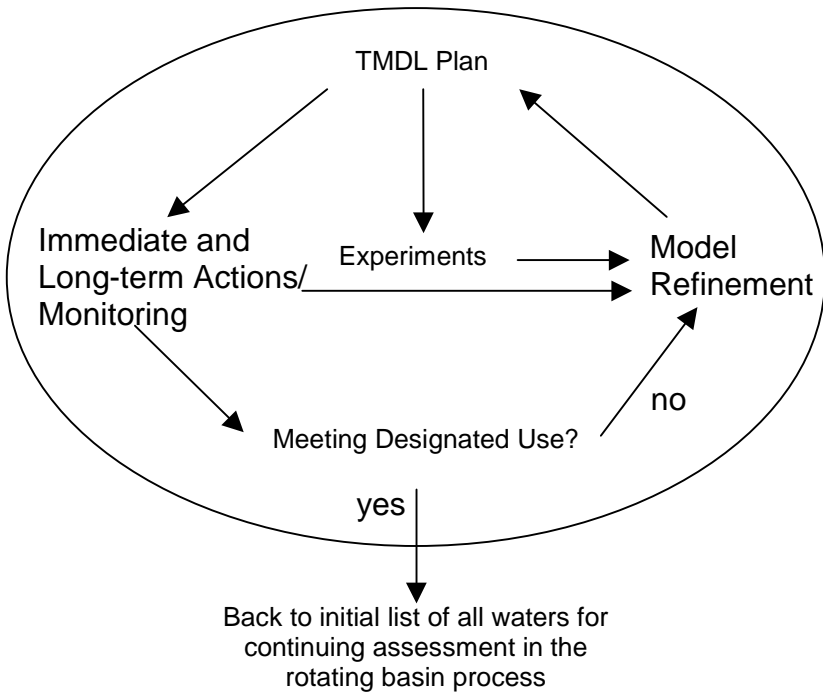 TMDL Plan
Immediate and
Long-term Actions/
Monitoring
Experiments
Model
Refinement
no
Meeting Designated Use?
yes
Back to initial list of all waters for
continuing assessment in the
rotating basin process